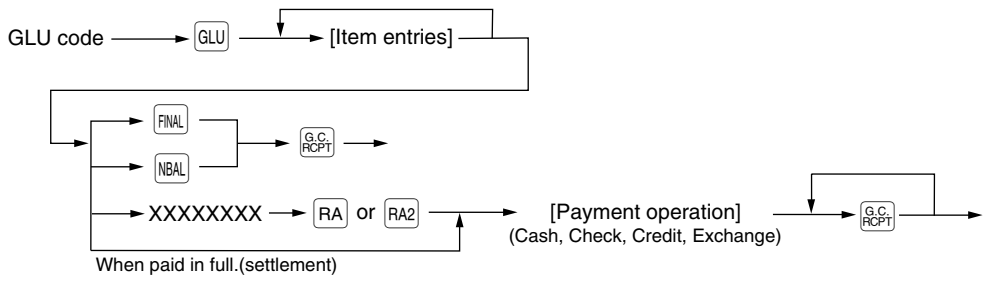 GLU code GLU [Item entries]
FINAL
G.C.
RCPT
NBAL
XXXXXXXX RA or RA2 [Payment operation] G.C.
RCPT
(Cash, Check, Credit, Exchange)
When paid in full.(settlement)